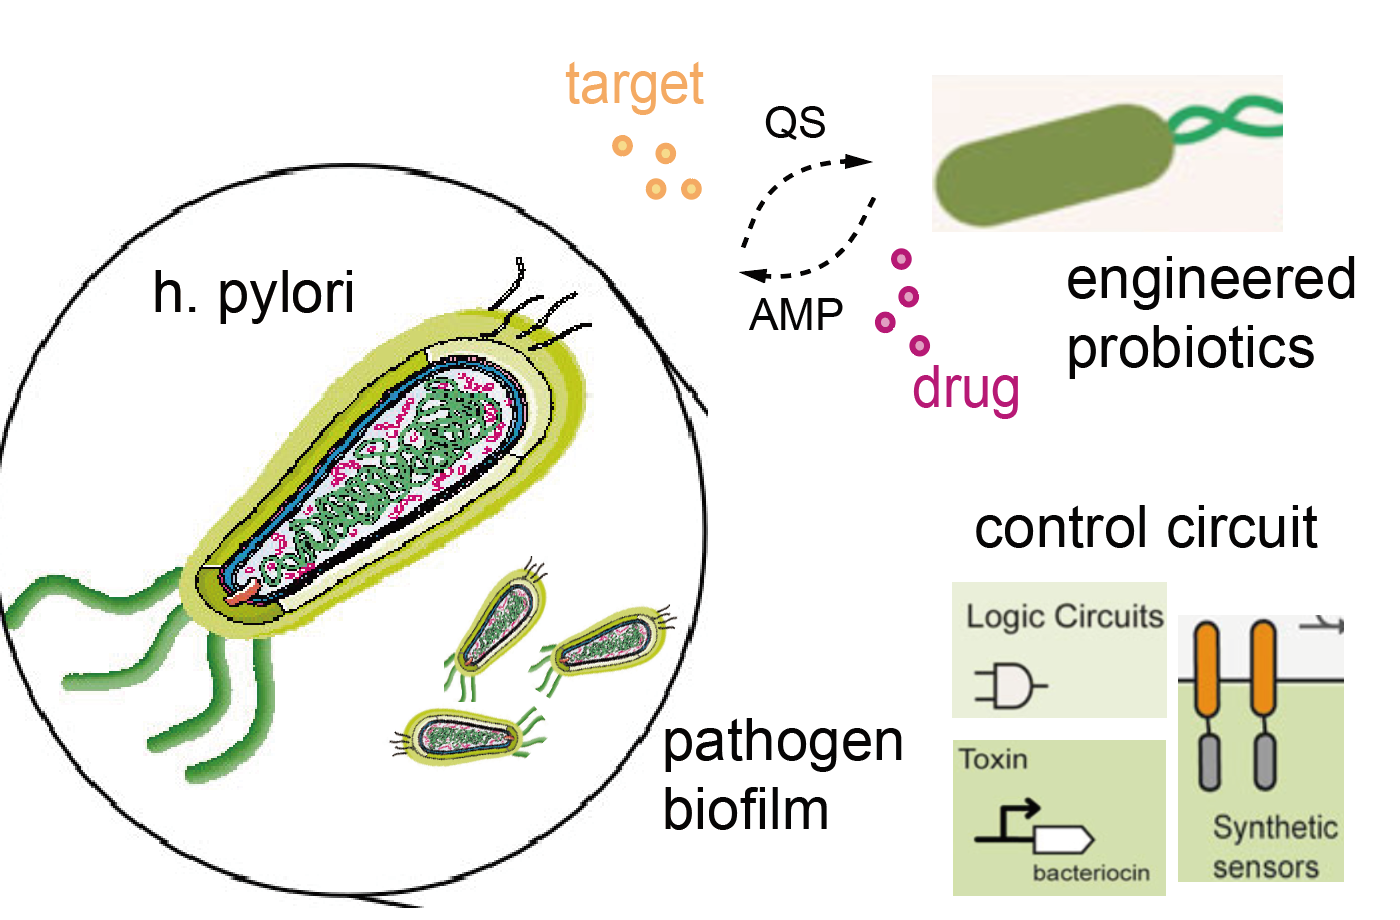 target
QS
h. pylori
AMP
drug
engineered
probiotics
control circuit
Logic Circuits
Toxin
bacteriocin
Synthetic
sensors
pathogen
biofilm